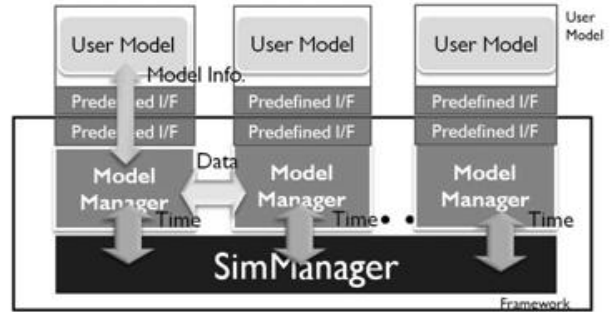 User Model
User Model
User Model
User
Model
Model Info.
Predefined I/F
Predefined I/F
Predefined I/F
Predefined I/F
Predefined I/F
Predefined I/F
Model
Manager
Data
Model
Manager
Model
Manager
Time
Time
Time
SimManager
Framework